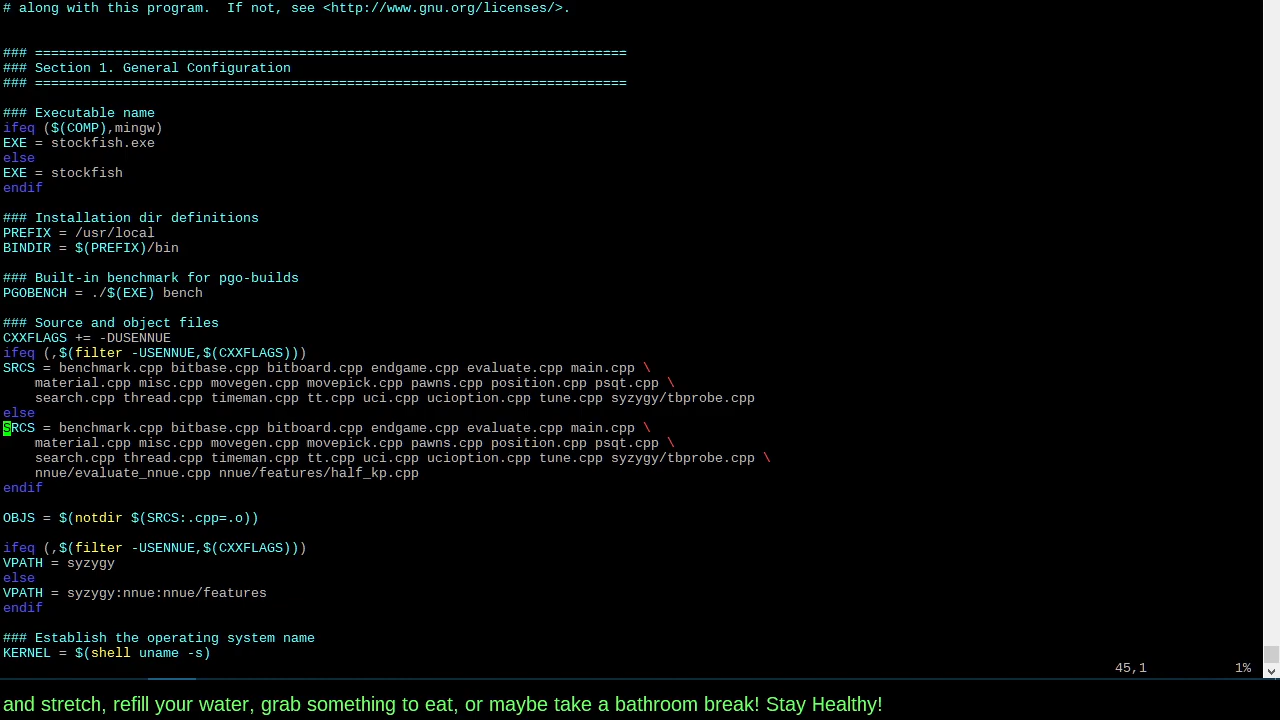 # along with this program.  If not, see <http://www.gnu.org/licenses/>.
### ==========================================================================
### Section 1. General Configuration
### ==========================================================================
### Executable name
ifeq ($(COMP),mingw)
EXE = stockfish.exe
else
EXE = stockfish
endif
### Installation dir definitions
PREFIX = /usr/local
BINDIR = $(PREFIX)/bin
### Built-in benchmark for pgo-builds
PGOBENCH = ./$(EXE) bench
### Source and object files
CXXFLAGS += -DUSENNUE
ifeq (,$(filter -USENNUE,$(CXXFLAGS)))
SRCS = benchmark.cpp bitbase.cpp bitboard.cpp endgame.cpp evaluate.cpp main.cpp \
    material.cpp misc.cpp movegen.cpp movepick.cpp pawns.cpp position.cpp psqt.cpp \
    search.cpp thread.cpp timeman.cpp tt.cpp uci.cpp ucioption.cpp tune.cpp syzygy/tbprobe.cpp
else
SRCS = benchmark.cpp bitbase.cpp bitboard.cpp endgame.cpp evaluate.cpp main.cpp \
    material.cpp misc.cpp movegen.cpp movepick.cpp pawns.cpp position.cpp psqt.cpp \
    search.cpp thread.cpp timeman.cpp tt.cpp uci.cpp ucioption.cpp tune.cpp syzygy/tbprobe.cpp \
    nnue/evaluate_nnue.cpp nnue/features/half_kp.cpp
endif
OBJS = $(notdir $(SRCS:.cpp=.o))
ifeq (,$(filter -USENNUE,$(CXXFLAGS)))
VPATH = syzygy
else
VPATH = syzygy:nnue:nnue/features
endif
### Establish the operating system name
KERNEL = $(shell uname -s)
45,1           1%
and stretch, refill your water, grab something to eat, or maybe take a bathroom break! Stay Healthy!